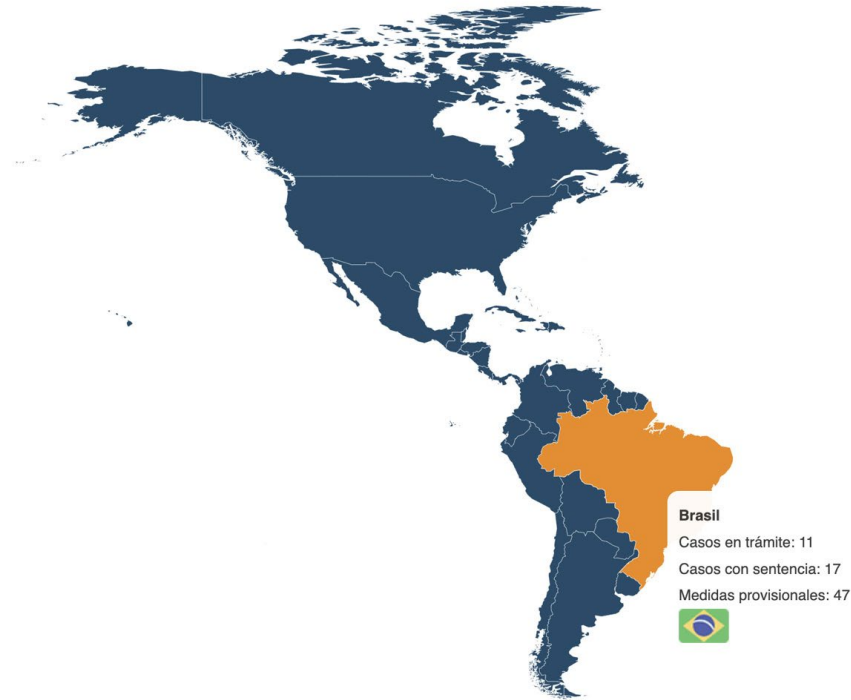 Brasil
Casos en trámite: 11
Casos con sentencia: 17
Medidas provisionales: 47